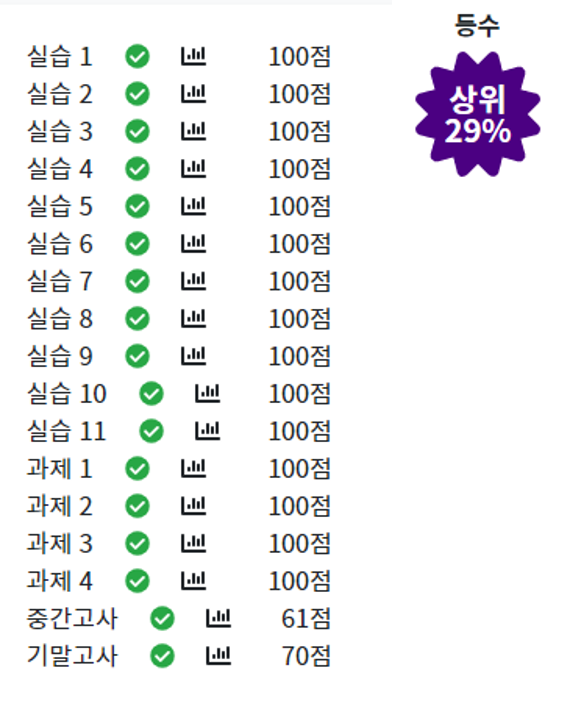 등수
상위
29%
실습 1 100점
실습 2 100점
실습 3 100점
실습 4 100점
실습 5 100점
실습 6 100점
실습 7 100점
실습 8 100점
실습 9 100점
실습 10 100점
실습 11 100점
과제 1 100점
과제 2 100점
과제 3 100점
과제 4 100점
중간고사 61점
기말고사 70점